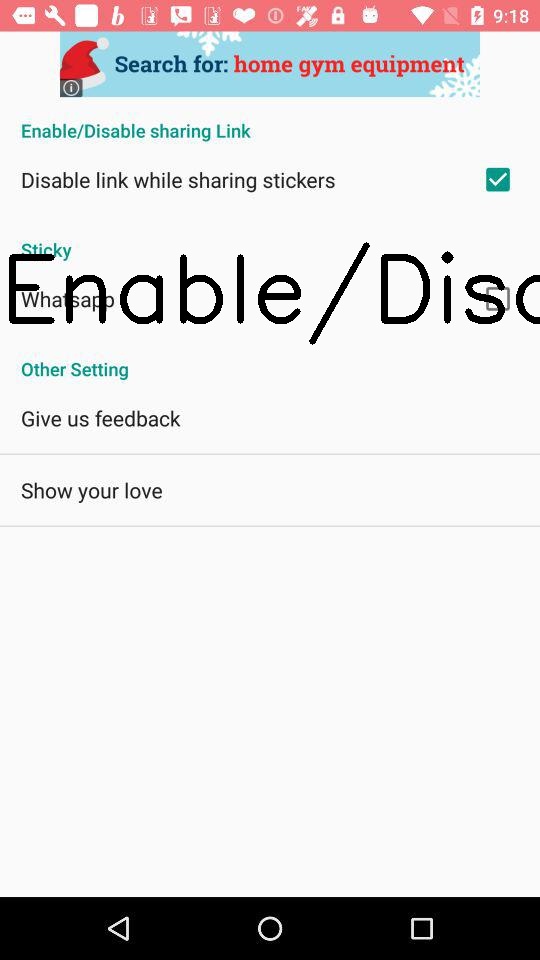 9:18
Search for: home gym equipment
Enable/Disable sharing Link
Disable link while sharing stickers
Sticky
Enable/Disa
Whatsapp
Other Setting
Give us feedback
Show your love